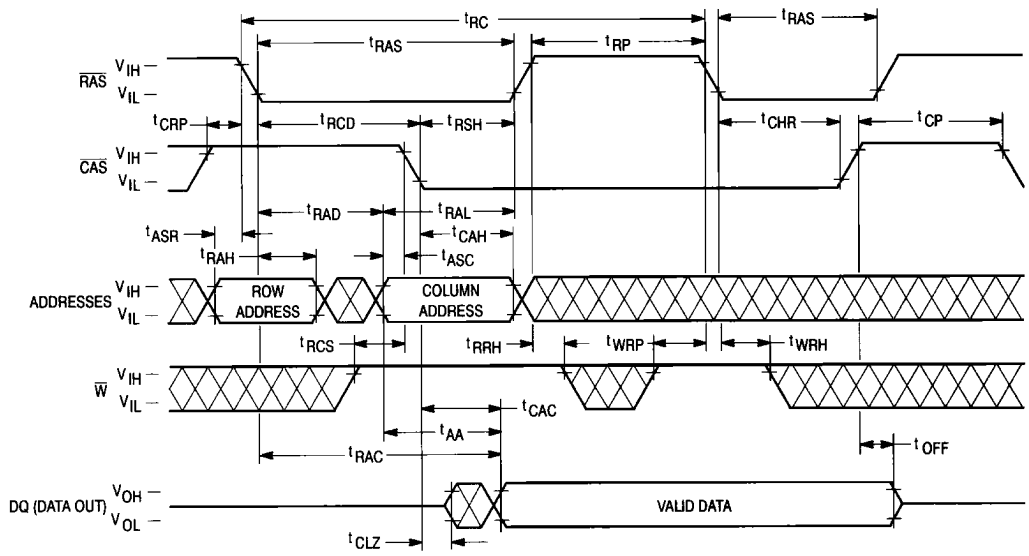 tRC
tRAS tRP tRAS
RAS VIH
VIL
tCRP tRCD tRSH tCHR tCP
CAS VIH
VIL
tRAD tRAL
tASR tCAH
tRAH tASC
ADDRESSES VIH
VIL
ROW ADDRESS
COLUMN ADDRESS
tRCS tRRH tWRP tWRH
W VIH
VIL
tCAC
tAA
tRAC tOFF
DQ (DATA OUT) VOH
VOL
VALID DATA
tCLZ